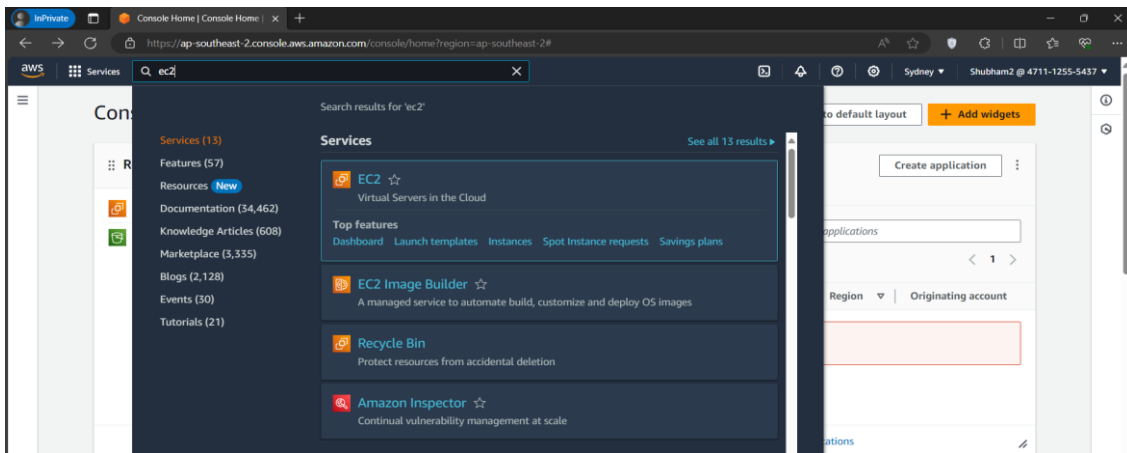 InPrivate
Console Home | Console Home |
https://ap-southeast-2.console.aws.amazon.com/console/home?region=ap-southeast-2#
aws
Services
ec2
Sydney
Shubham2 @ 4711-1255-5437
Search results for 'ec2'
Services (13)
Features (57)
Resources New
Documentation (34,462)
Knowledge Articles (608)
Marketplace (3,335)
Blogs (2,128)
Events (30)
Tutorials (21)
Services
See all 13 results
EC2
Virtual Servers in the Cloud
Top features
Dashboard Launch templates Instances Spot Instance requests Savings plans
EC2 Image Builder
A managed service to automate build, customize and deploy OS images
Recycle Bin
Protect resources from accidental deletion
Amazon Inspector
Continual vulnerability management at scale
Con
R
to default layout
+ Add widgets
Create application
applications
< 1 >
Region
Originating account
ations